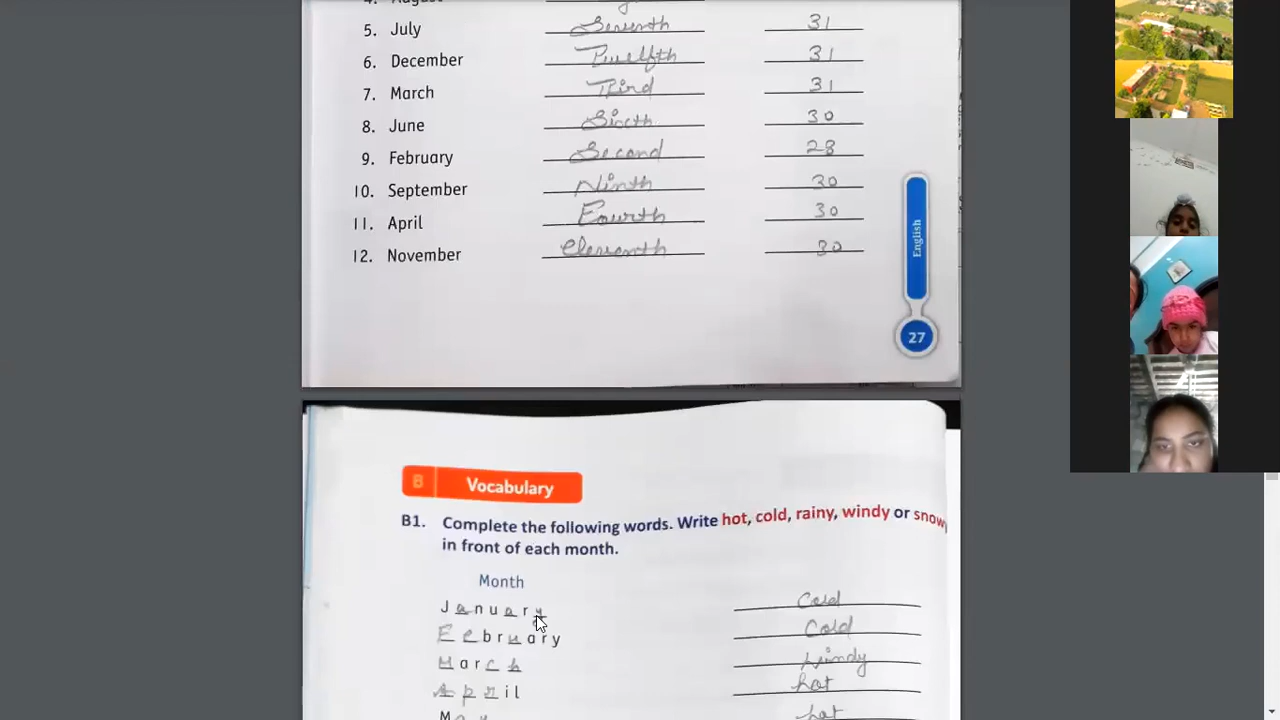 5. July Seventh 31
6. December Twelfth 31
7. March Third 31
8. June Sixth 30
9. February Second 28
10. September Ninth 30
11. April Fourth 30
12. November Eleventh 30
English
27
B Vocabulary
B1. Complete the following words. Write hot, cold, rainy, windy or snow
in front of each month.
Month
January Cold
February Cold
March Windy
April hot
May hot